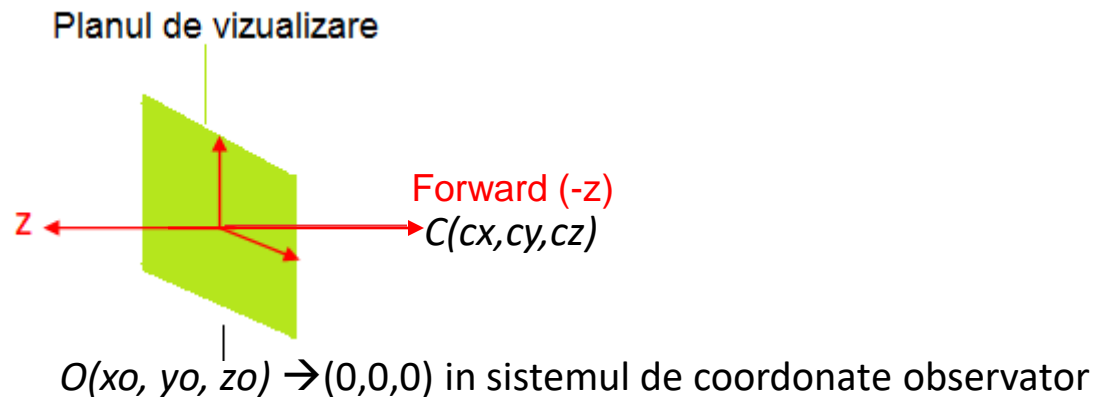 Planul de vizualizare
Forward (-z)
Z
C(cx,cy,cz)
O(xo, yo, zo) →(0,0,0) in sistemul de coordonate observator